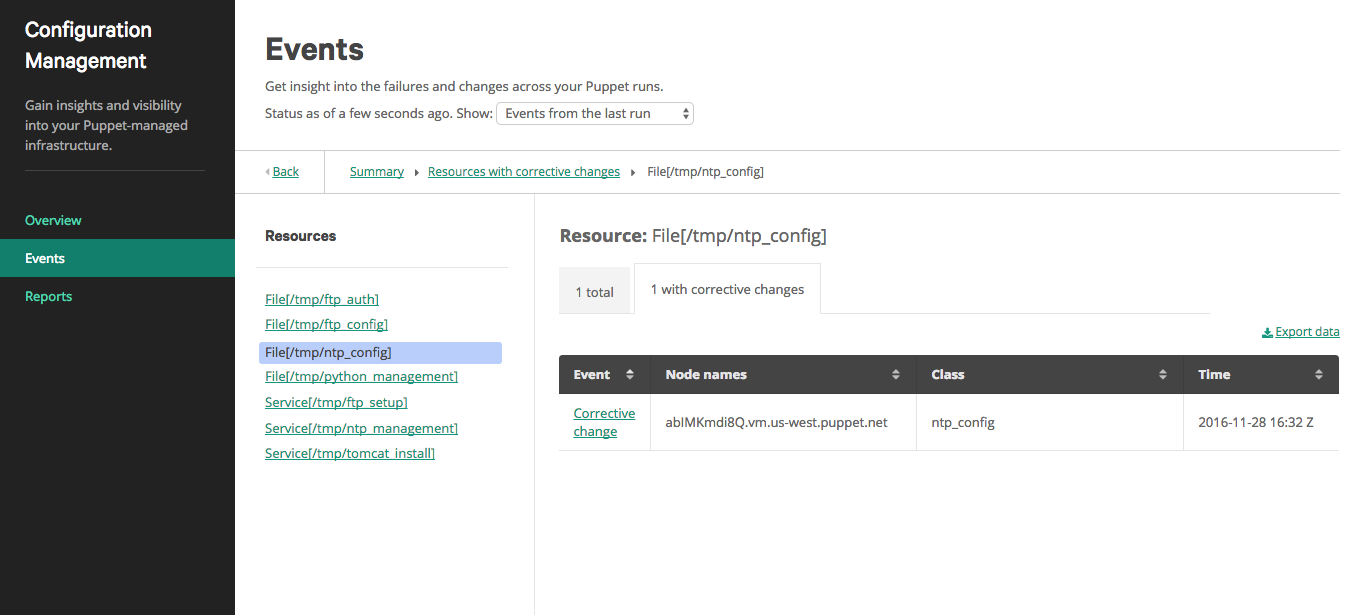 Configuration
Management
Gain insights and visibility
into your Puppet-managed
infrastructure.
Overview
Events
Reports
Events
Get insight into the failures and changes across your Puppet runs.
Status as of a few seconds ago. Show: Events from the last run
Back
Summary
Resources with corrective changes
File[/tmp/ntp_config]
Resources
File[/tmp/ftp_auth]
File[/tmp/ftp_config]
File[/tmp/ntp_config]
File[/tmp/python_management]
Service[/tmp/ftp_setup]
Service[/tmp/ntp_management]
Service[/tmp/tomcat_install]
Resource: File[/tmp/ntp_config]
1 total
1 with corrective changes
Export data
Event Node names Class Time
Corrective
change
ablMKmdi8Q.vm.us-west.puppet.net
ntp_config
2016-11-28 16:32 Z